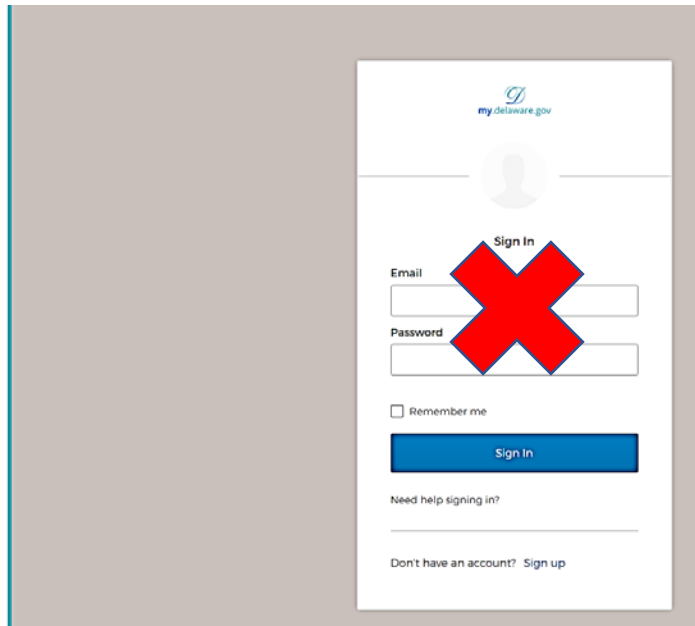 my.delaware.gov
Sign In
Email
Password
Remember me
Sign In
Need help signing in?
Don't have an account? Sign up